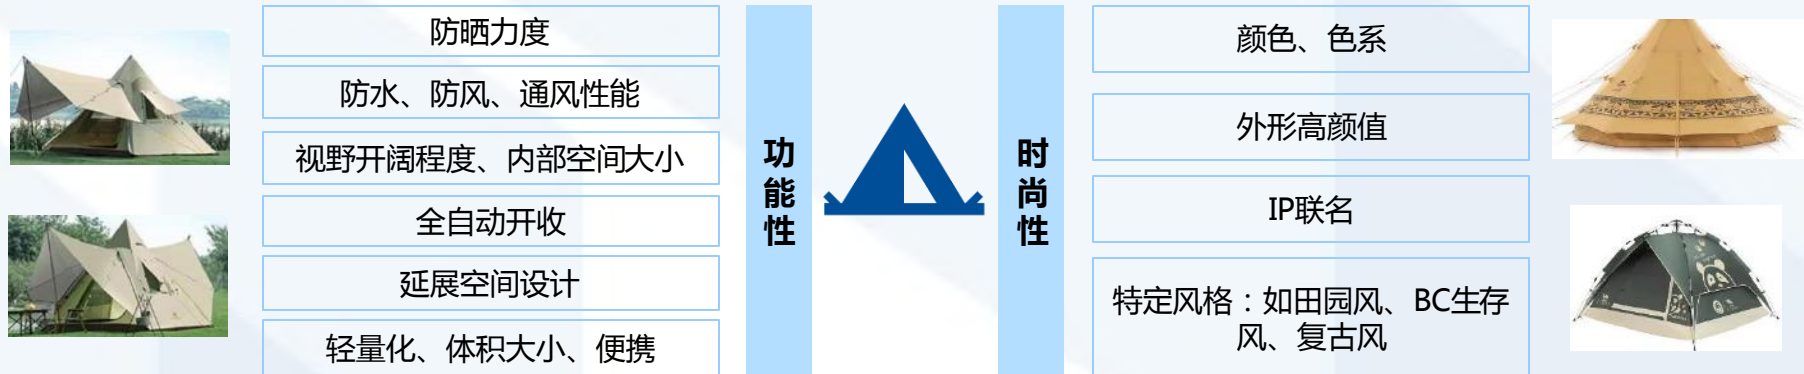 防晒力度
防水、防风、通风性能
视野开阔程度、内部空间大小
全自动开收
延展空间设计
轻量化、体积大小、便携
功能性
时尚性
颜色、色系
外形高颜值
IP联名
特定风格：如田园风、BC生存
风、复古风